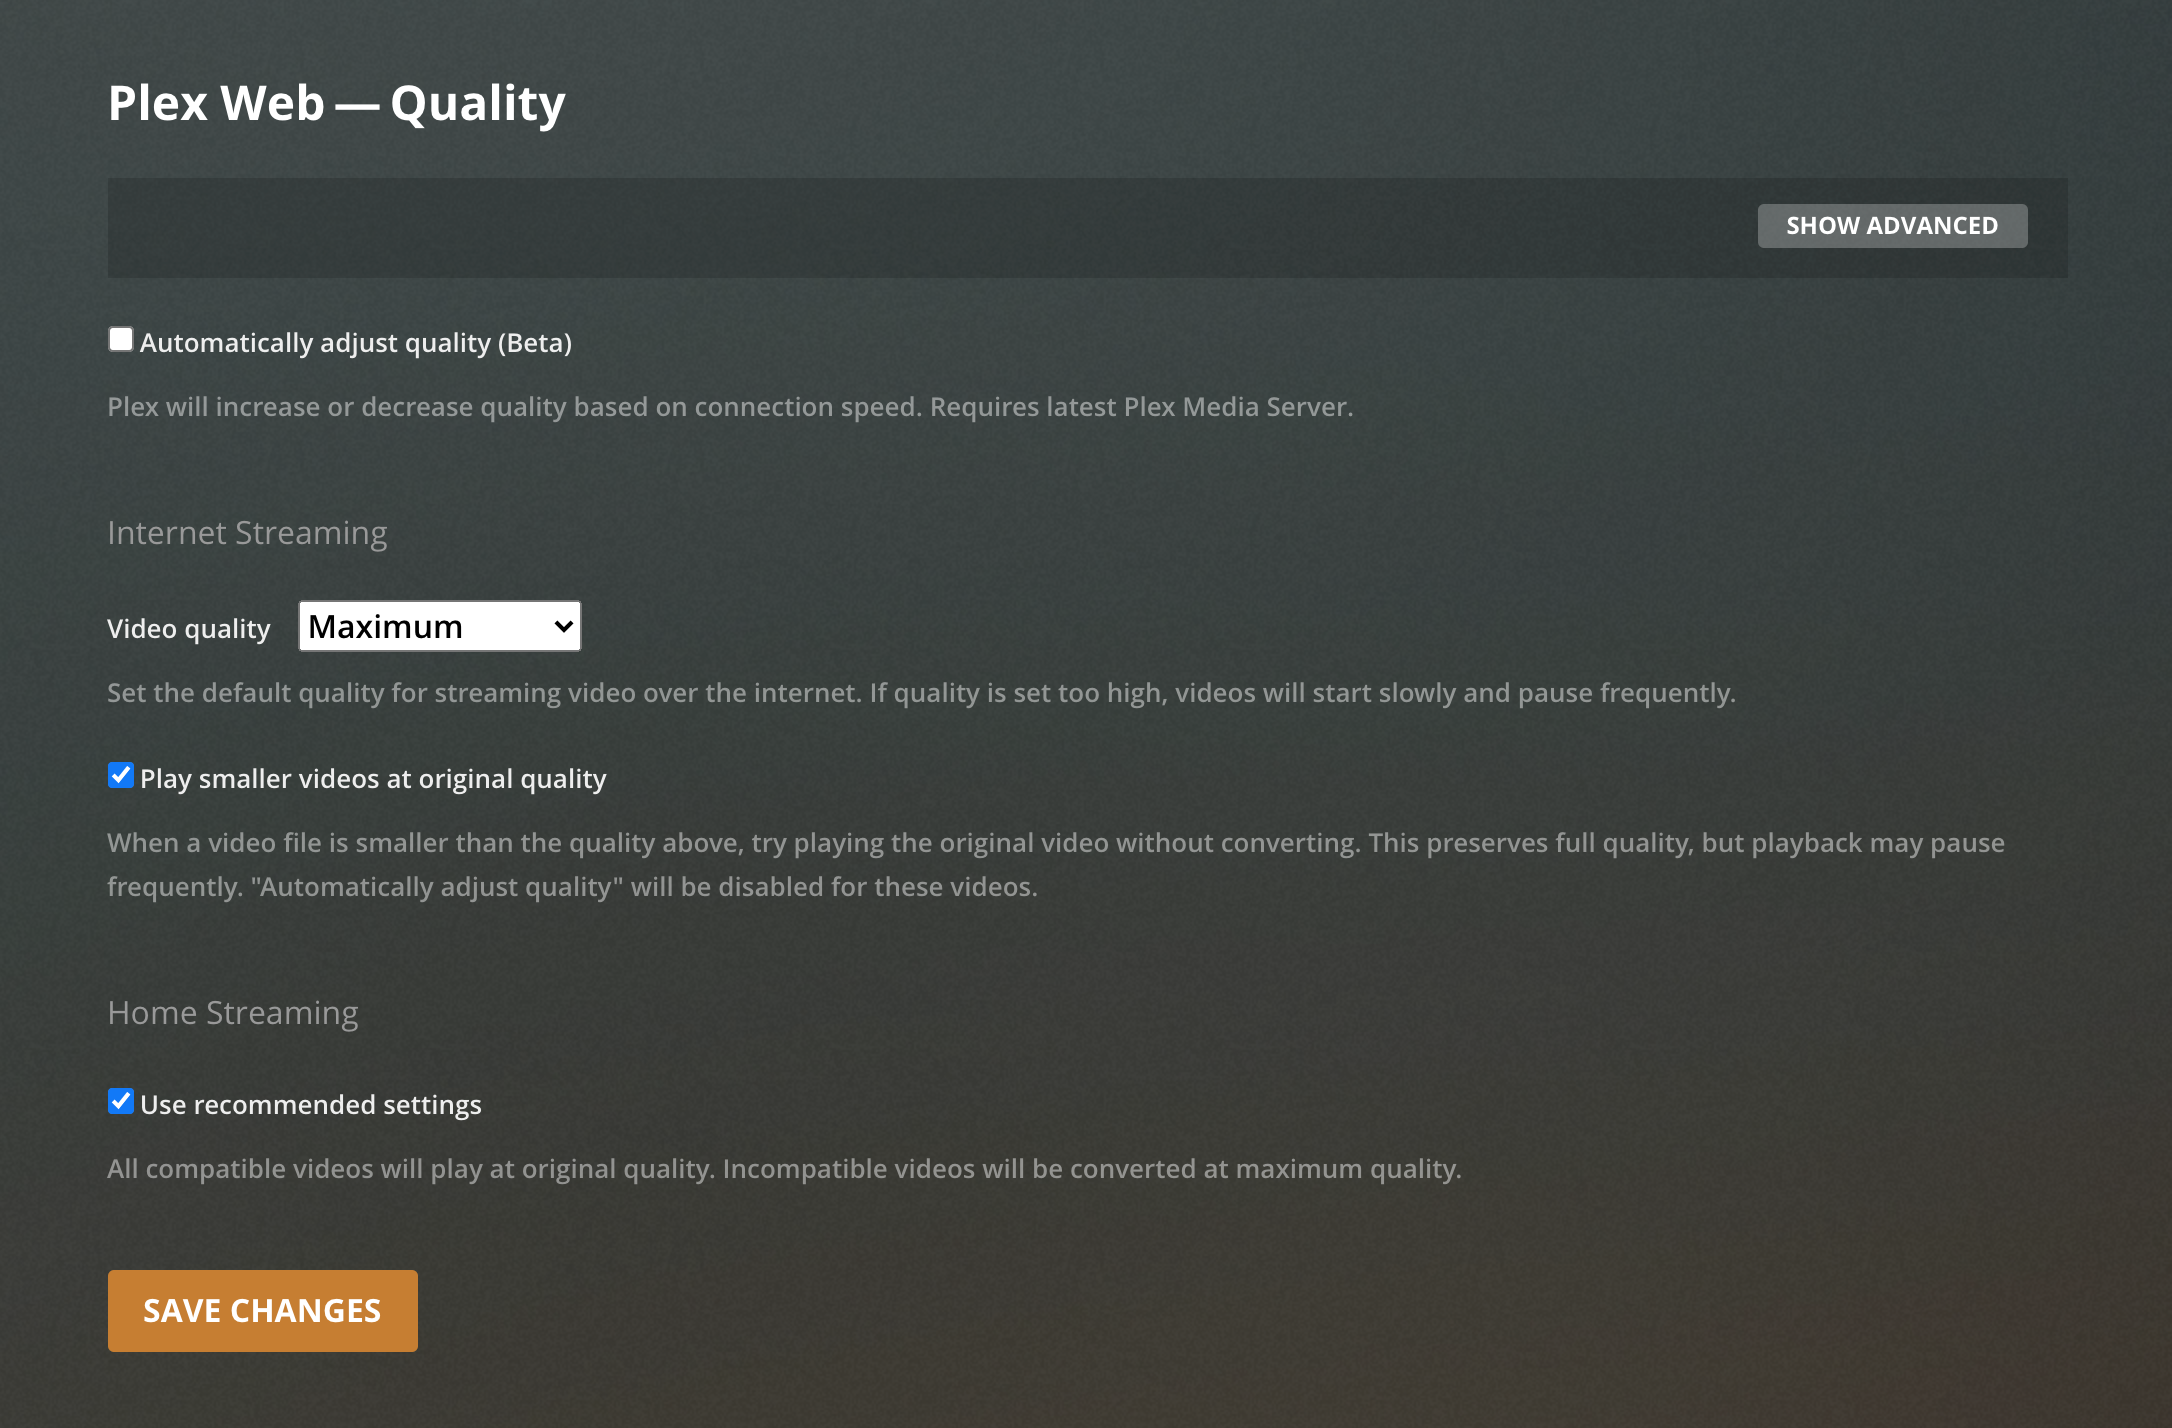 Plex Web — Quality
SHOW ADVANCED
Automatically adjust quality (Beta)
Plex will increase or decrease quality based on connection speed. Requires latest Plex Media Server.
Internet Streaming
Video quality Maximum
Set the default quality for streaming video over the internet. If quality is set too high, videos will start slowly and pause frequently.
Play smaller videos at original quality
When a video file is smaller than the quality above, try playing the original video without converting. This preserves full quality, but playback may pause
frequently. "Automatically adjust quality" will be disabled for these videos.
Home Streaming
Use recommended settings
All compatible videos will play at original quality. Incompatible videos will be converted at maximum quality.
SAVE CHANGES